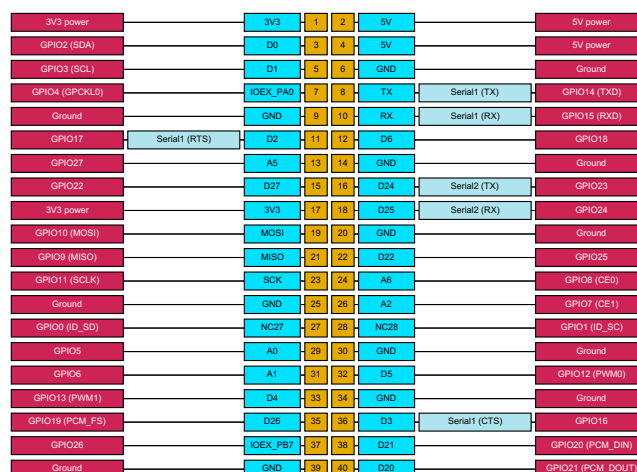 3V3 power 3V3 1 2 5V 5V power
GPIO2 (SDA) D0 3 4 5V 5V power
GPIO3 (SCL) D1 5 6 GND Ground
GPIO4 (GPCKL0) IOEX_PA0 7 8 TX Serial1 (TX) GPIO14 (TXD)
Ground GND 9 10 RX Serial1 (RX) GPIO15 (RXD)
GPIO17 Serial1 (RTS) D2 11 12 D6 GPIO18
GPIO27 A5 13 14 GND Ground
GPIO22 D27 15 16 D24 Serial2 (TX) GPIO23
3V3 power 3V3 17 18 D25 Serial2 (RX) GPIO24
GPIO10 (MOSI) MOSI 19 20 GND Ground
GPIO9 (MISO) MISO 21 22 D22 GPIO25
GPIO11 (SCLK) SCK 23 24 A6 GPIO8 (CE0)
Ground GND 25 26 A2 GPIO7 (CE1)
GPIO0 (ID_SD) NC27 27 28 NC28 GPIO1 (ID_SC)
GPIO5 A0 29 30 GND Ground
GPIO6 A1 31 32 D5 GPIO12 (PWM0)
GPIO13 (PWM1) D4 33 34 GND Ground
GPIO19 (PCM_FS) D26 35 36 D3 Serial1 (CTS) GPIO16
GPIO26 IOEX_PB7 37 38 D21 GPIO20 (PCM_DIN)
Ground GND 39 40 D20 GPIO21 (PCM_DOUT)